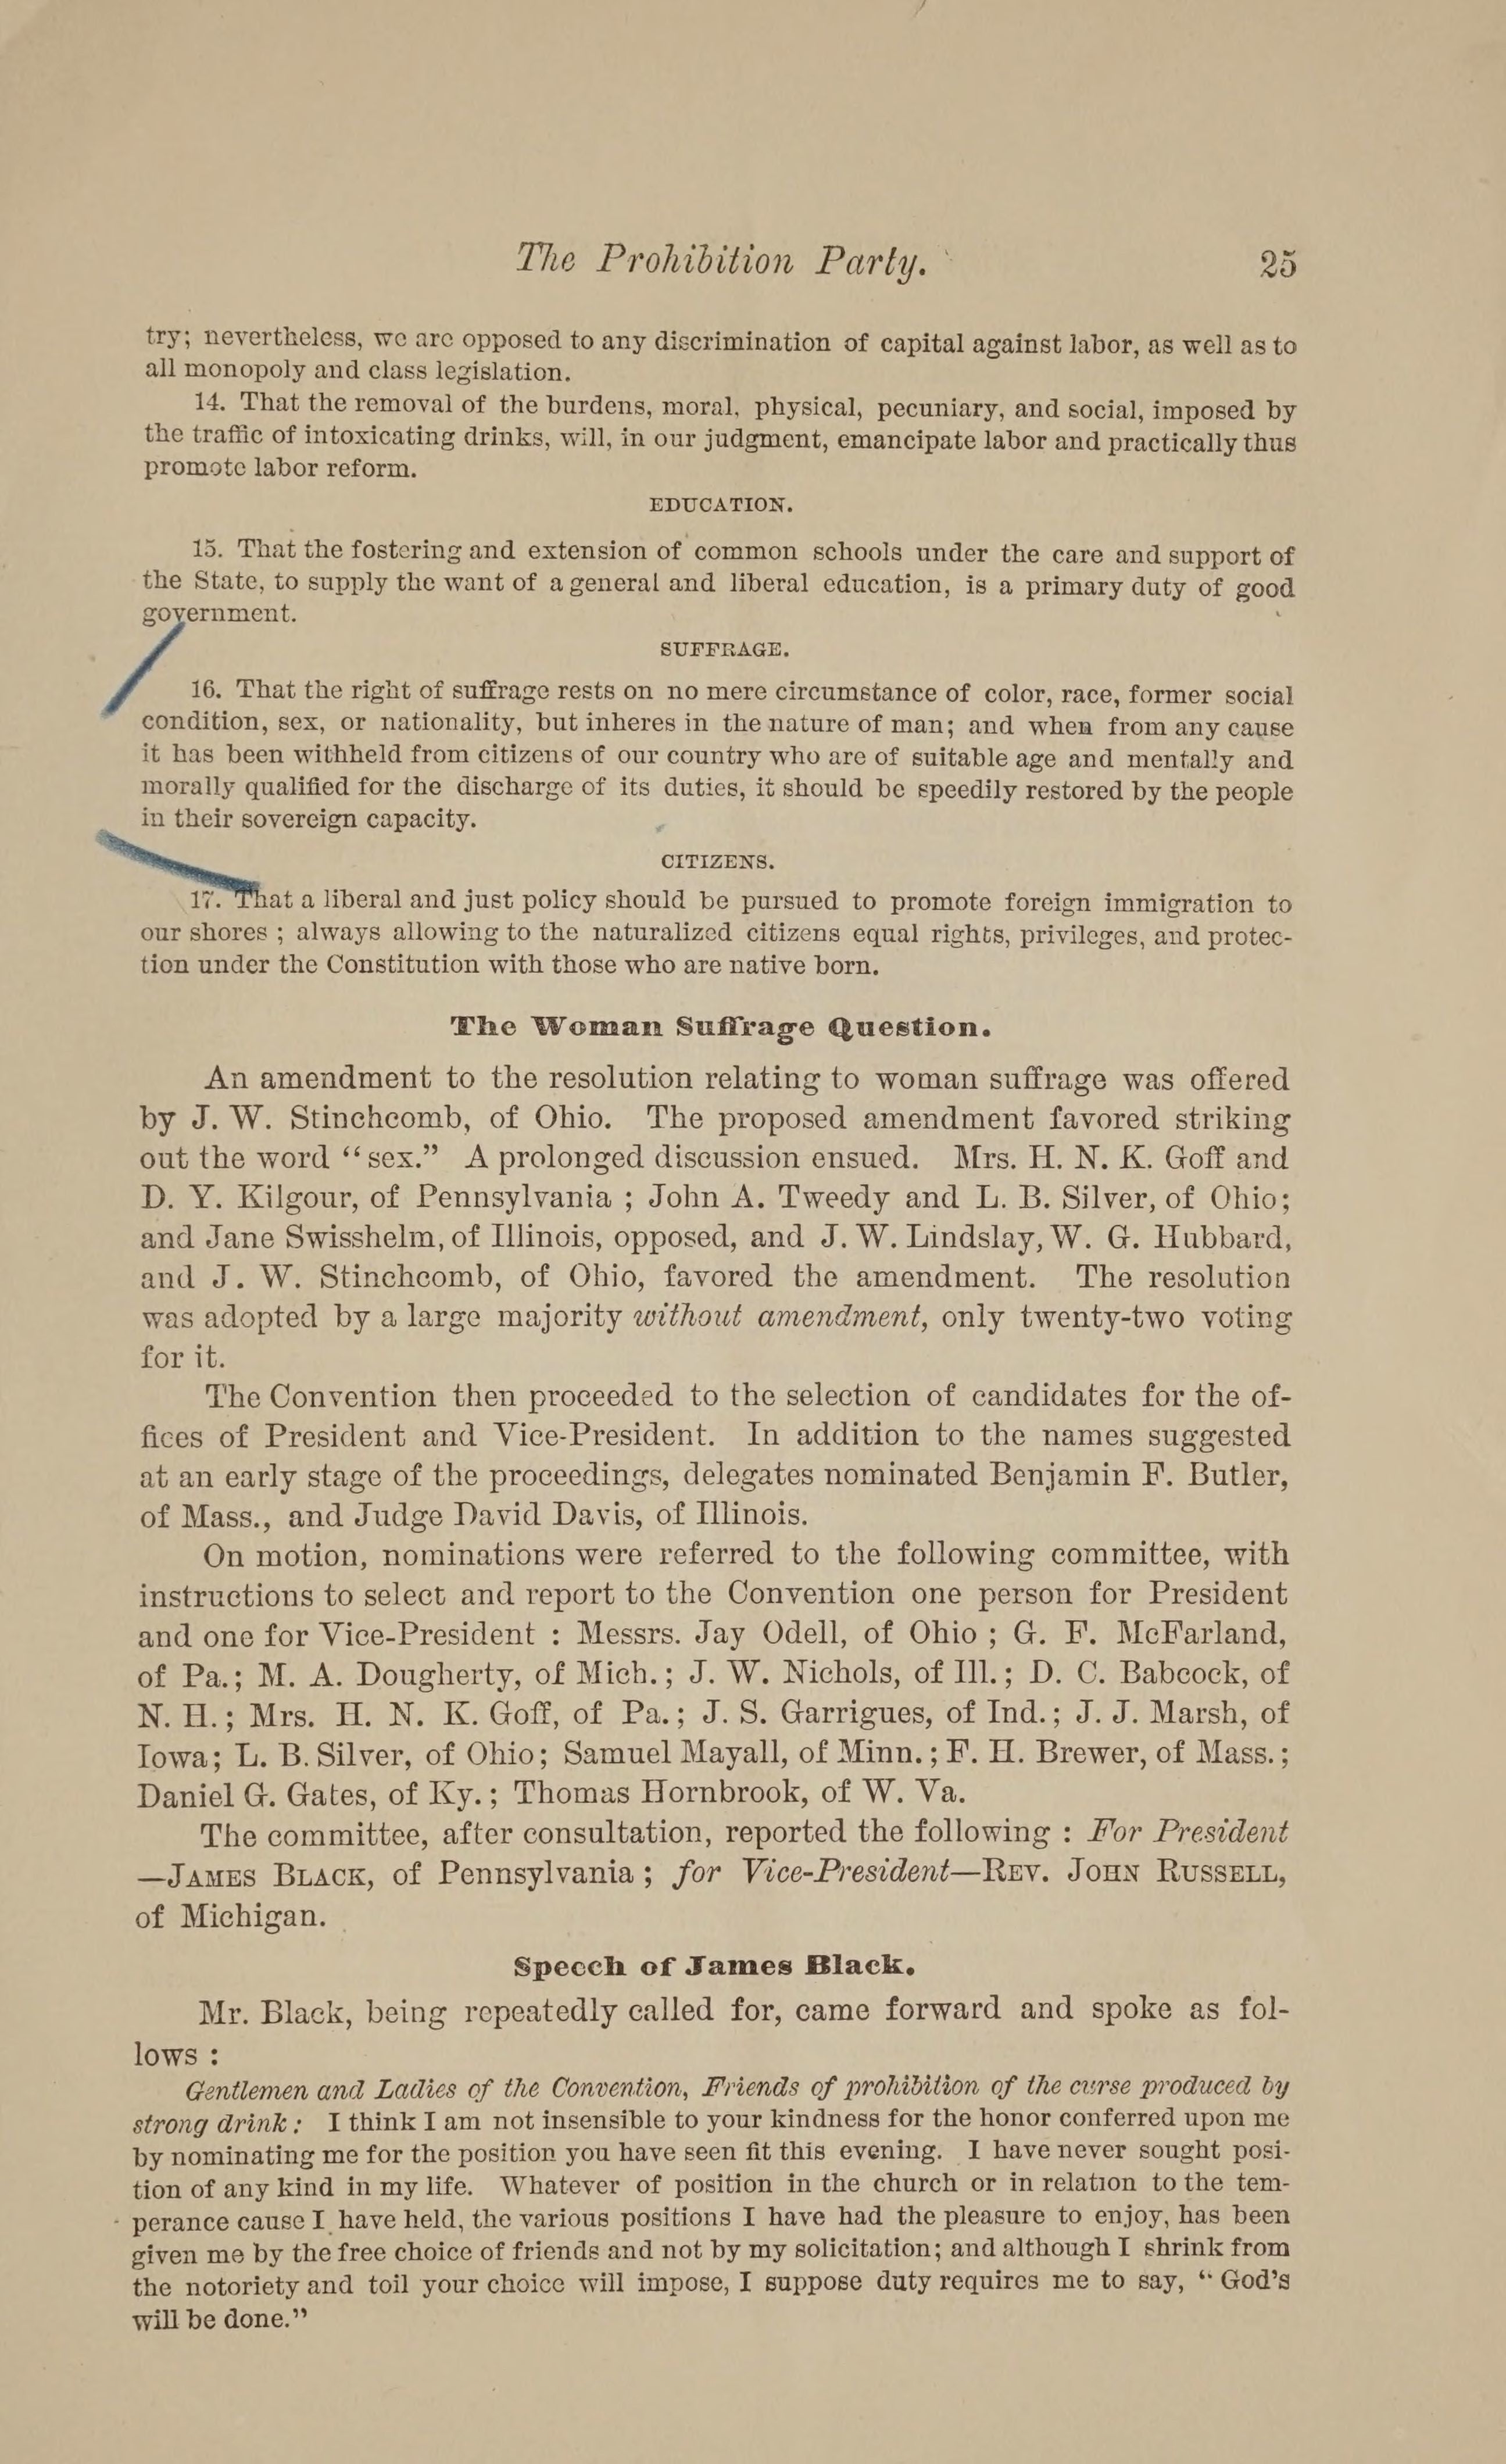 The Prohibition Party. 25
try; nevertheless, we are opposed to any discrimination of capital against labor, as well as to
all monopoly and class legislation.
14. That the removal of the burdens, moral, physical, pecuniary, and social, imposed by
the traffic of intoxicating drinks, will, in our judgment, emancipate labor and practically thus
promote labor reform.
EDUCATION.
15. That the fostering and extension of common schools under the care and support of
the State, to supply the want of a general and liberal education, is a primary duty of good
government.
SUFFRAGE.
16. That the right of suffrage rests on no mere circumstance of color, race, former social
condition, sex, or nationality, but inheres in the nature of man; and when from any cause
it has been withheld from citizens of our country who are of suitable age and mentally and
morally qualified for the discharge of its duties, it should be speedily restored by the people
in their sovereign capacity.
CITIZENS.
17. That a liberal and just policy should be pursued to promote foreign immigration to
our shores ; always allowing to the naturalized citizens equal rights, privileges, and protec-
tion under the Constitution with those who are native born.
The Woman Suffrage Question.
An amendment to the resolution relating to woman suffrage was offered
by J. W. Stinchcomb, of Ohio. The proposed amendment favored striking
out the word “sex.” A prolonged discussion ensued. Mrs. H. N. K. Goff and
D. Y. Kilgour, of Pennsylvania ; John A. Tweedy and L. B. Silver, of Ohio;
and Jane Swisshelm, of Illinois, opposed, and J. W. Lindslay, W. G. Hubbard,
and J. W. Stinchcomb, of Ohio, favored the amendment. The resolution
was adopted by a large majority without amendment, only twenty-two voting
for it.
The Convention then proceeded to the selection of candidates for the of-
fices of President and Vice-President. In addition to the names suggested
at an early stage of the proceedings, delegates nominated Benjamin F. Butler,
of Mass., and Judge David Davis, of Illinois.
On motion, nominations were referred to the following committee, with
instructions to select and report to the Convention one person for President
and one for Vice-President : Messrs. Jay Odell, of Ohio ; G. F. McFarland,
of Pa.; M. A. Dougherty, of Mich.; J. W. Nichols, of Ill.; D. C. Babcock, of
N. H.; Mrs. H. N. K. Goff, of Pa.; J. S. Garrigues, of Ind.; J. J. Marsh, of
Iowa; L. B. Silver, of Ohio; Samuel Mayall, of Minn.; F. H. Brewer, of Mass.;
Daniel G. Gates, of Ky.; Thomas Hornbrook, of W. Va.
The committee, after consultation, reported the following : For President
—JAMES BLACK, of Pennsylvania ; for Vice-President—REV. JOHN RUSSELL,
of Michigan.
Speech of James Black.
Mr. Black, being repeatedly called for, came forward and spoke as fol-
lows :
Gentlemen and Ladies of the Convention, Friends of prohibition of the curse produced by
strong drink: I think I am not insensible to your kindness for the honor conferred upon me
by nominating me for the position you have seen fit this evening. I have never sought posi-
tion of any kind in my life. Whatever of position in the church or in relation to the tem-
perance cause I have held, the various positions I have had the pleasure to enjoy, has been
given me by the free choice of friends and not by my solicitation; and although I shrink from
the notoriety and toil your choice will impose, I suppose duty requires me to say, “God's
will be done.”